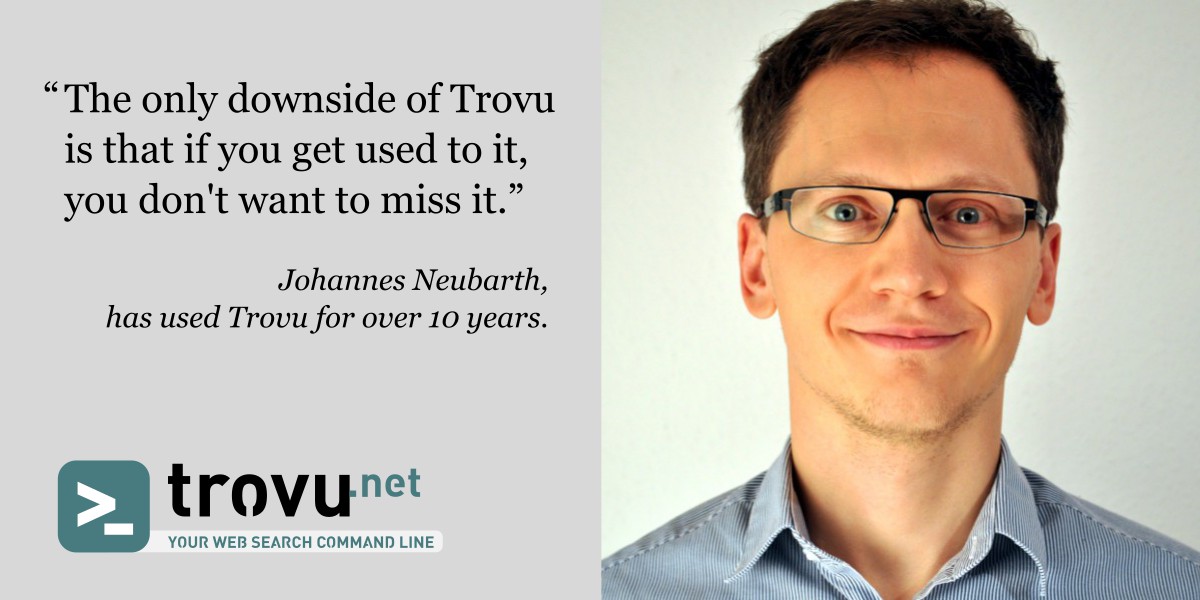 “The only downside of Trovu
is that if you get used to it,
you don't want to miss it.”
Johannes Neubarth,
has used Trovu for over 10 years.
>_ trovu.net
YOUR WEB SEARCH COMMAND LINE